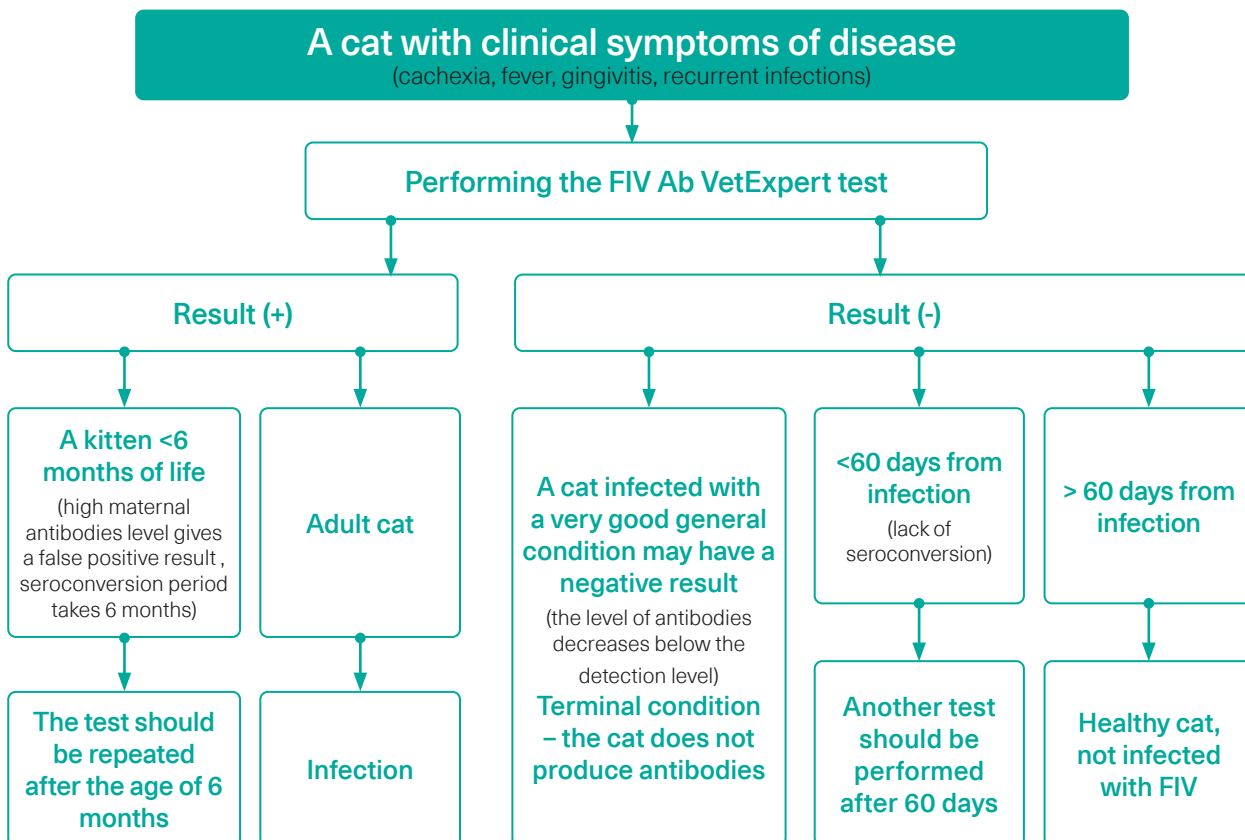 A cat with clinical symptoms of disease
(cachexia, fever, gingivitis, recurrent infections)
Performing the FIV Ab VetExpert test
Result (+)
Result (-)
A kitten <6
months of life
(high maternal
antibodies level gives
a false positive result ,
seroconversion period
takes 6 months)
Adult cat
A cat infected with
a very good general
condition may have a
negative result
(the level of antibodies
decreases below the
detection level)
Terminal condition
– the cat does not
produce antibodies
<60 days from
infection
(lack of
seroconversion)
> 60 days from
infection
The test should
be repeated
after the age of 6
months
Infection
Another test
should be
performed
after 60 days
Healthy cat,
not infected
with FIV